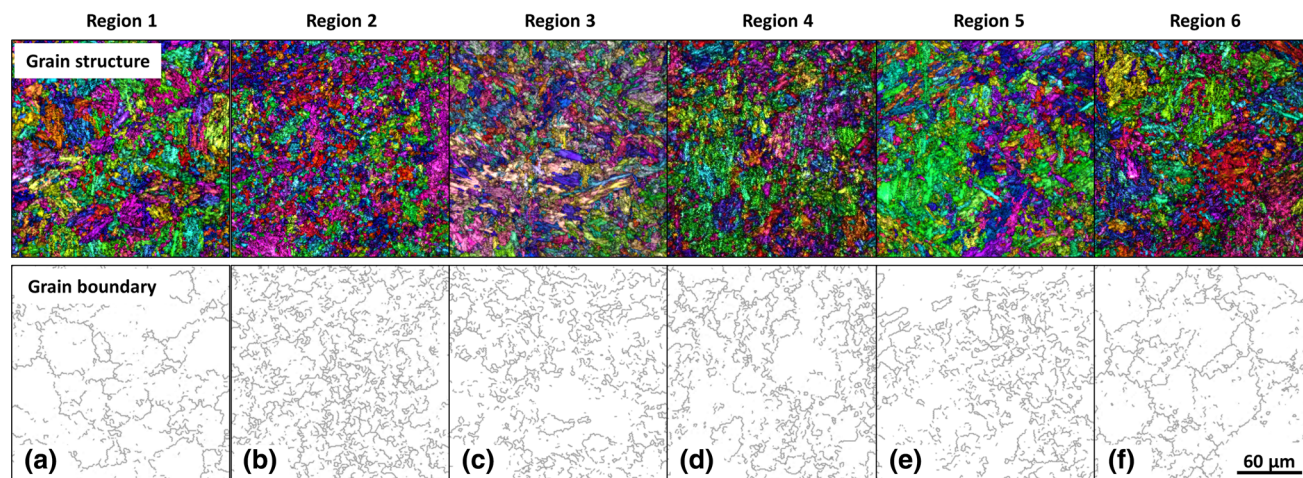 Region 1 Region 2 Region 3 Region 4 Region 5 Region 6
Grain structure
Grain boundary
(a) (b) (c) (d) (e) (f)
60 µm